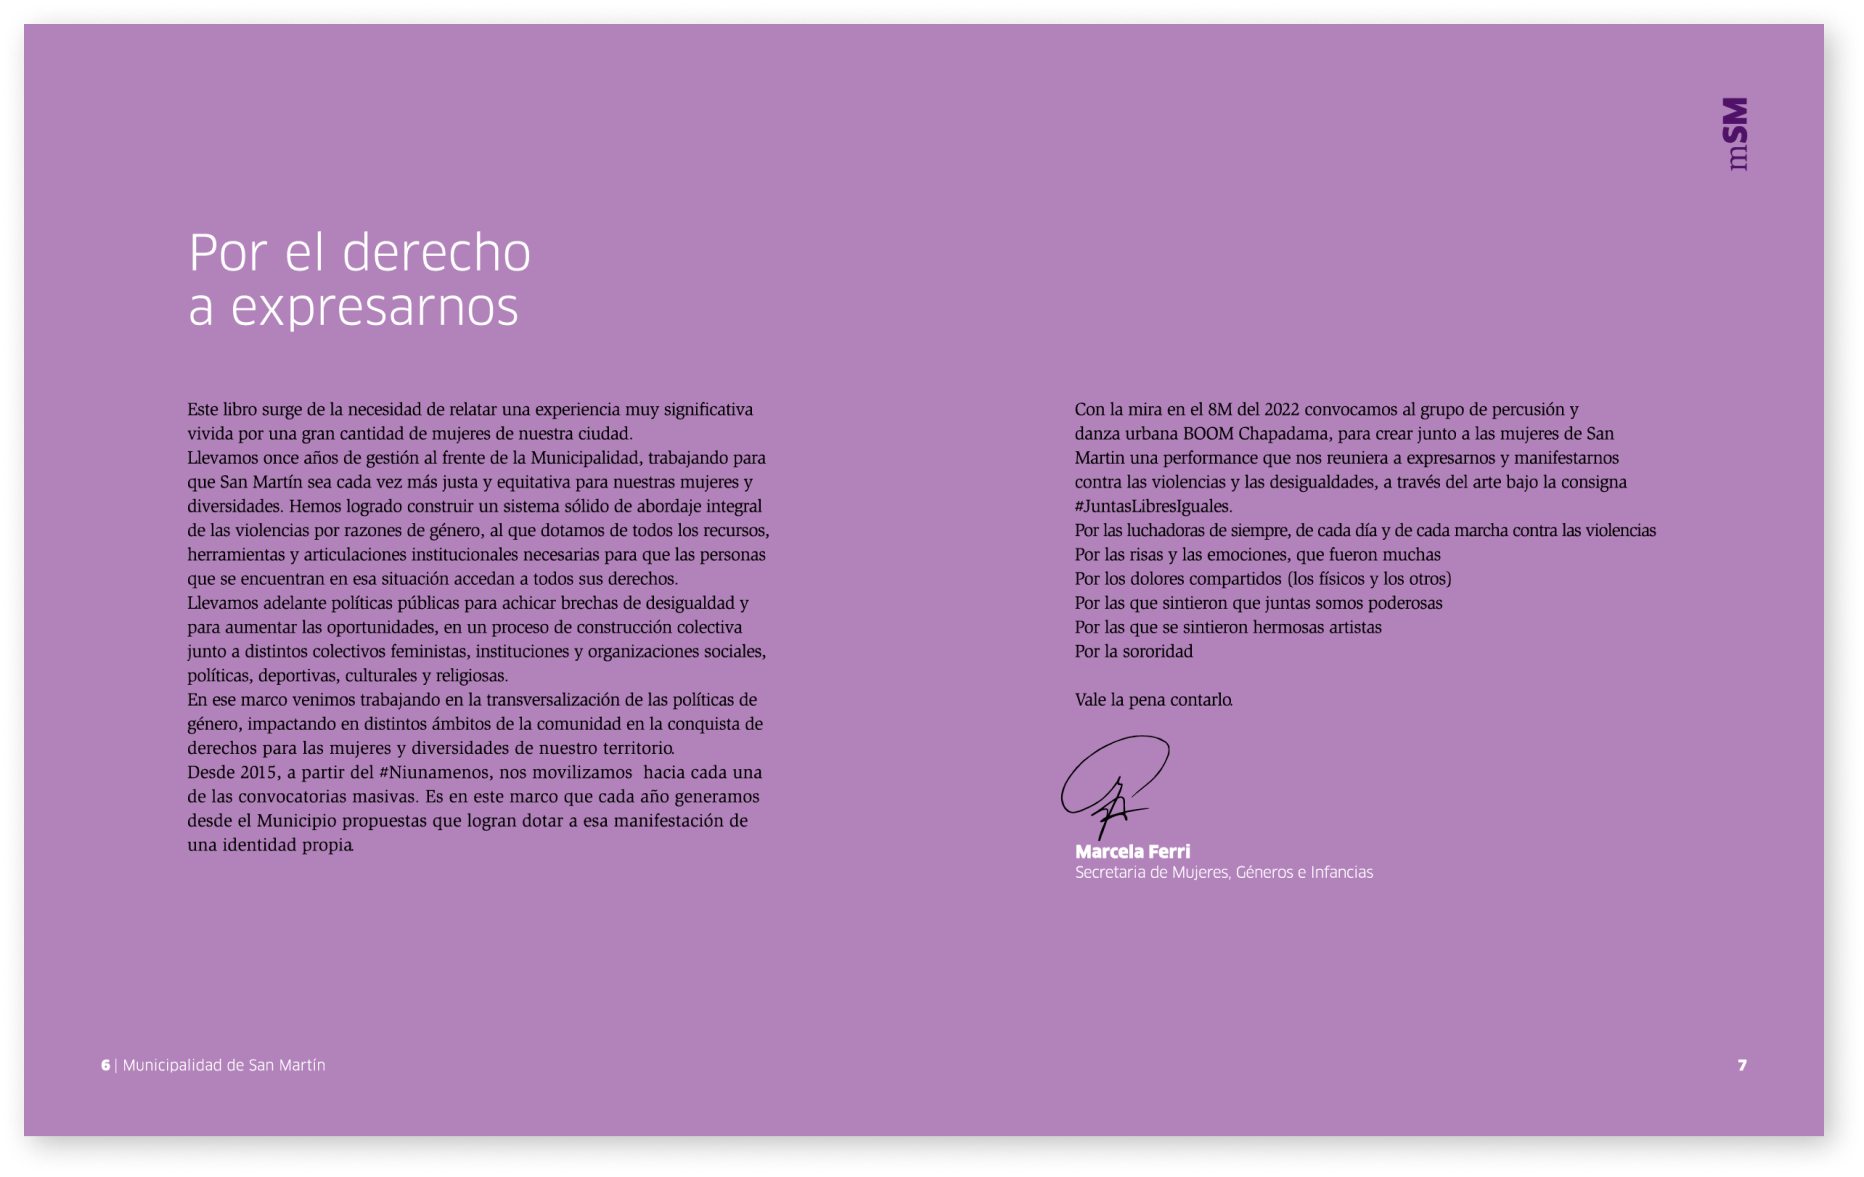 mSM
Por el derecho
a expresarnos
Este libro surge de la necesidad de relatar una experiencia muy significativa
vivida por una gran cantidad de mujeres de nuestra ciudad.
Llevamos once años de gestión al frente de la Municipalidad, trabajando para
que San Martín sea cada vez más justa y equitativa para nuestras mujeres y
diversidades. Hemos logrado construir un sistema sólido de abordaje integral
de las violencias por razones de género, al que dotamos de todos los recursos,
herramientas y articulaciones institucionales necesarias para que las personas
que se encuentran en esa situación accedan a todos sus derechos.
Llevamos adelante políticas públicas para achicar brechas de desigualdad y
para aumentar las oportunidades, en un proceso de construcción colectiva
junto a distintos colectivos feministas, instituciones y organizaciones sociales,
políticas, deportivas, culturales y religiosas.
En ese marco venimos trabajando en la transversalización de las políticas de
género, impactando en distintos ámbitos de la comunidad en la conquista de
derechos para las mujeres y diversidades de nuestro territorio.
Desde 2015, a partir del #Niunamenos, nos movilizamos  hacia cada una
de las convocatorias masivas. Es en este marco que cada año generamos
desde el Municipio propuestas que logran dotar a esa manifestación de
una identidad propia.
Con la mira en el 8M del 2022 convocamos al grupo de percusión y
danza urbana BOOM Chapadama, para crear junto a las mujeres de San
Martin una performance que nos reuniera a expresarnos y manifestarnos
contra las violencias y las desigualdades, a través del arte bajo la consigna
#JuntasLibresIguales.
Por las luchadoras de siempre, de cada día y de cada marcha contra las violencias
Por las risas y las emociones, que fueron muchas
Por los dolores compartidos (los físicos y los otros)
Por las que sintieron que juntas somos poderosas
Por las que se sintieron hermosas artistas
Por la sororidad
Vale la pena contarlo.
Marcela Ferri
Secretaria de Mujeres, Géneros e Infancias
6 | Municipalidad de San Martín
7